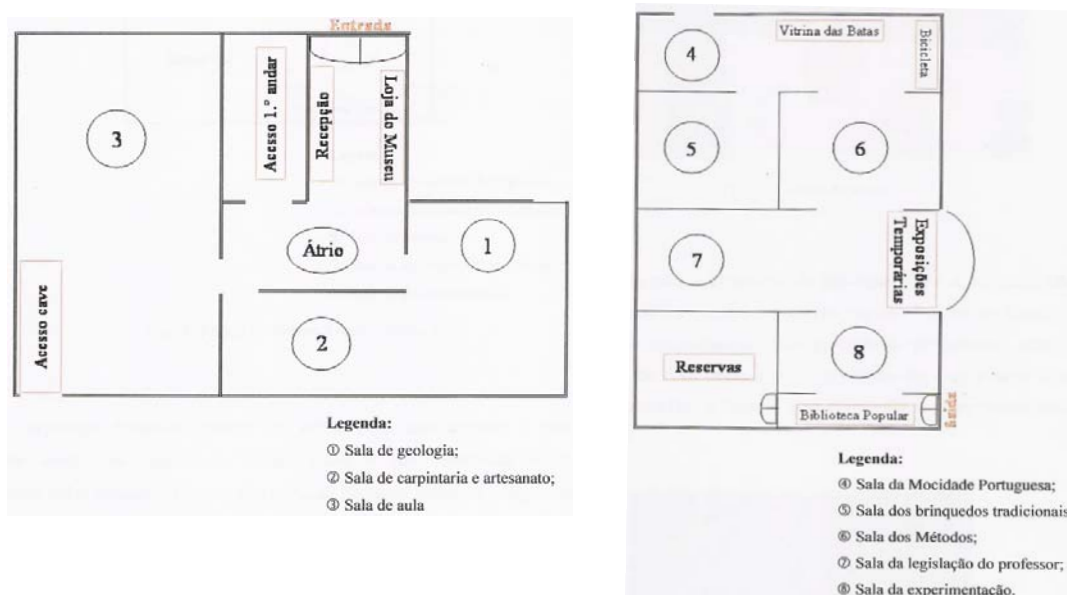 Entrada
3
Acesso 1.º andar
Recepção
Loja do Museu
Átrio
1
2
Acesso cave
Legenda:
① Sala de geologia;
② Sala de carpintaria e artesanato;
③ Sala de aula
4
Vitrina das Batas
Bicicleta
5
6
7
Exposições
Temporárias
Reservas
8
Biblioteca Popular
Saída
Legenda:
④ Sala da Mocidade Portuguesa;
⑤ Sala dos brinquedos tradicionais
⑥ Sala dos Métodos;
⑦ Sala da legislação do professor;
⑧ Sala da experimentação.